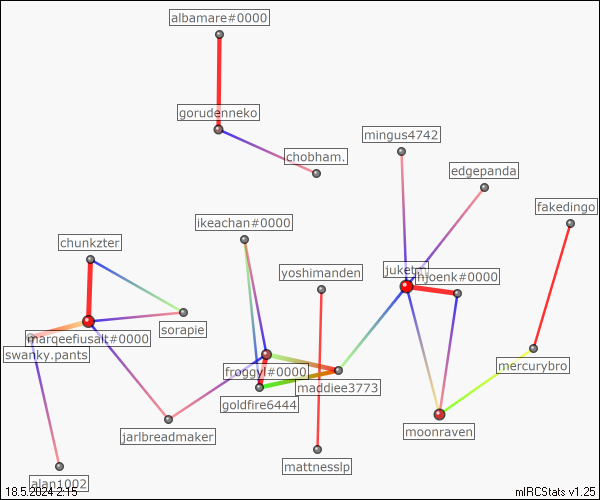 albamare#0000
gorudenneko
mingus4742
chobham.
edgepanda
fakedingo
ikeachan#0000
chunkzter
yoshimanden
hjoenk#0000
sorapie
marqeefiusalt#0000
swanky.pants
mercurybro
froggyl#0000
maddiee3773
goldfire6444
moonraven
jarlbreadmaker
mattnesslp
alan1002
18.5.2024 2:15
mIRCStats v1.25